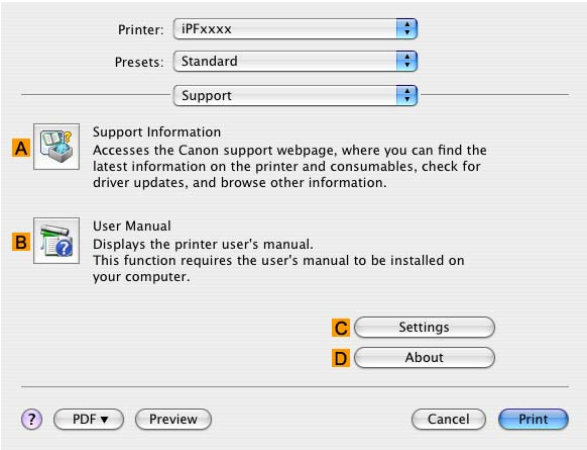 Printer: iPFxxxx
Presets: Standard
Support
A
Support Information
Accesses the Canon support webpage, where you can find the
latest information on the printer and consumables, check for
driver updates, and browse other information.
B
User Manual
Displays the printer user's manual.
This function requires the user's manual to be installed on
your computer.
C Settings
D About
? PDF ▼ Preview Cancel Print